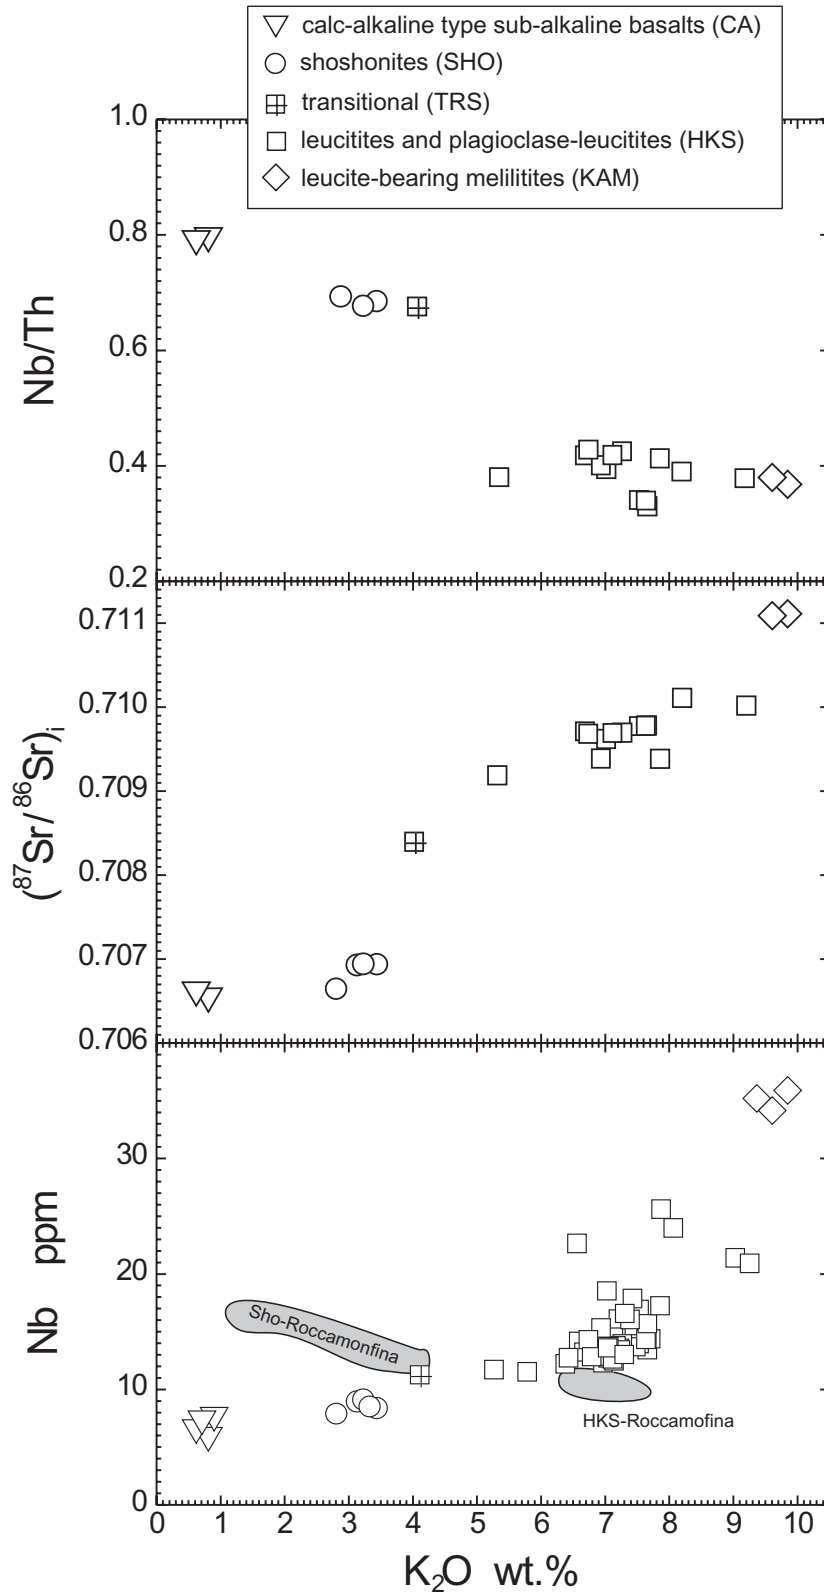 calc-alkaline type sub-alkaline basalts (CA)
shoshonites (SHO)
transitional (TRS)
leucitites and plagioclase-leucitites (HKS)
leucite-bearing melilitites (KAM)
1.0
0.8
0.6
0.4
0.2
Nb/Th
0.711
0.710
0.709
0.708
0.707
0.706
(⁸⁷Sr/⁸⁶Sr)ᵢ
30
20
10
0
Nb ppm
Sho-Roccamonfina
HKS-Roccamofina
0 1 2 3 4 5 6 7 8 9 10
K₂O wt.%